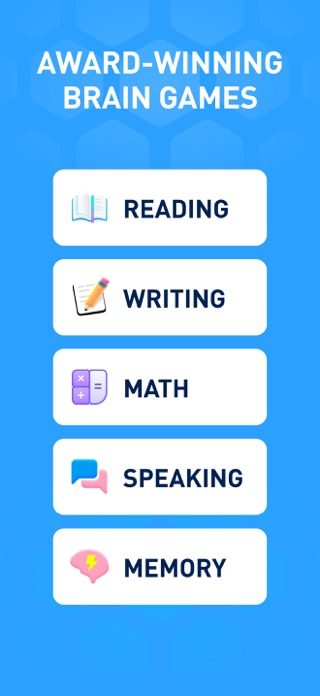 AWARD-WINNING
BRAIN GAMES
READING
WRITING
MATH
SPEAKING
MEMORY